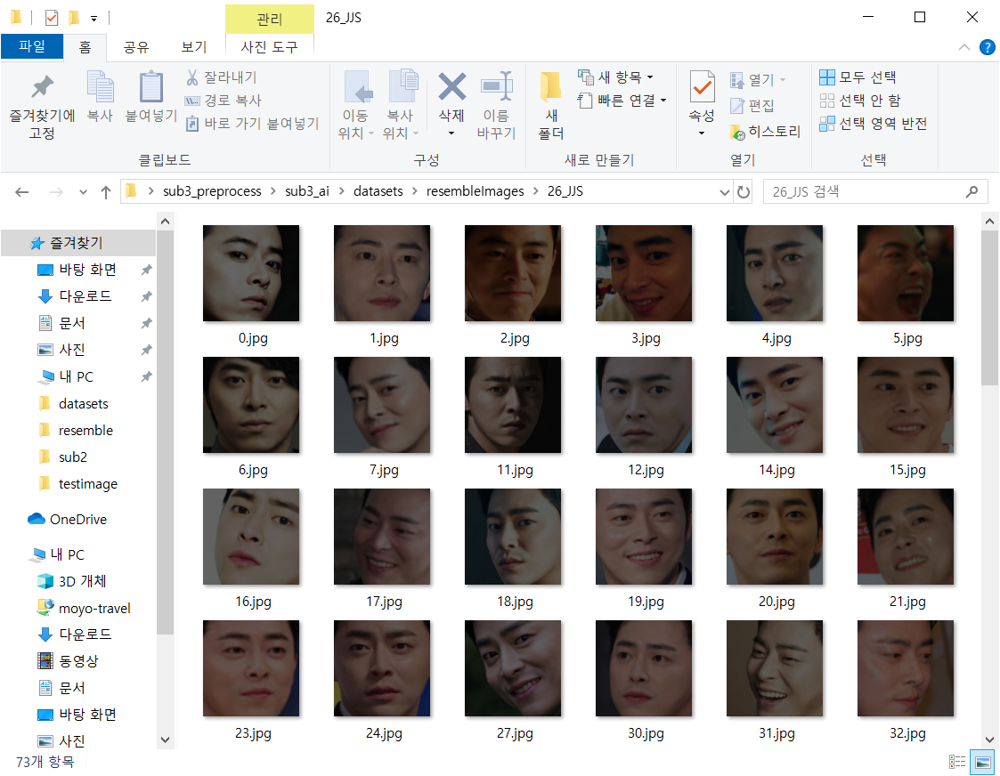 관리
26_JJS
파일
홈
공유
보기
사진 도구
즐겨찾기에
고정
복사
붙여넣기
잘라내기
경로 복사
바로 가기 붙여넣기
클립보드
이동
위치
복사
위치
삭제
이름
바꾸기
구성
새
폴더
새 항목
빠른 연결
새로 만들기
속성
열기
편집
히스토리
열기
모두 선택
선택 안 함
선택 영역 반전
선택
sub3_preprocess
sub3_ai
datasets
resembleImages
26_JJS
26_JJS 검색
즐겨찾기
바탕 화면
다운로드
문서
사진
내 PC
datasets
resemble
sub2
testimage
OneDrive
내 PC
3D 개체
moyo-travel
다운로드
동영상
문서
바탕 화면
사진
0.jpg 1.jpg 2.jpg 3.jpg 4.jpg 5.jpg
6.jpg 7.jpg 11.jpg 12.jpg 14.jpg 15.jpg
16.jpg 17.jpg 18.jpg 19.jpg 20.jpg 21.jpg
23.jpg 24.jpg 27.jpg 30.jpg 31.jpg 32.jpg
73개 항목